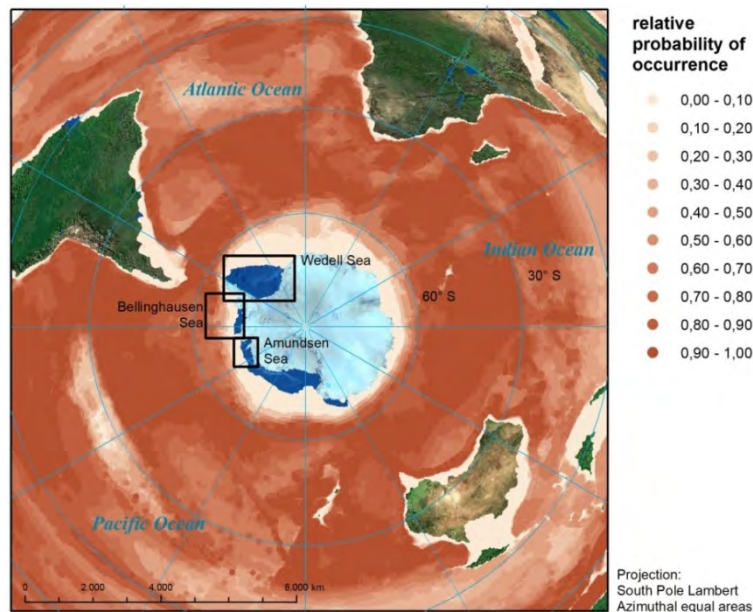 relative
probability of
occurrence
0,00 - 0,10
0,10 - 0,20
0,20 - 0,30
0,30 - 0,40
0,40 - 0,50
0,50 - 0,60
0,60 - 0,70
0,70 - 0,80
0,80 - 0,90
0,90 - 1,00
Atlantic Ocean
Indian Ocean
Wedell Sea
30° S
60° S
Bellinghausen
Sea
Amundsen
Sea
Pacific Ocean
0 2.000 4.000 6.000 km
Projection:
South Pole Lambert
Azimuthal equal areas